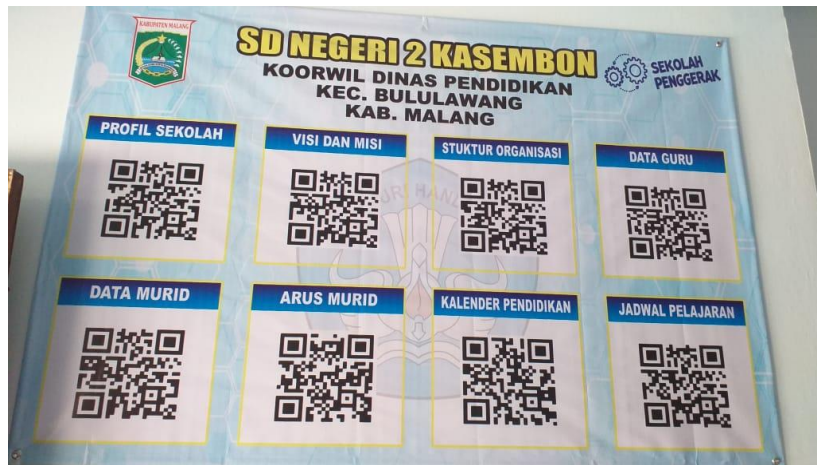 KABUPATEN MALANG
SD NEGERI 2 KASEMBON
KOORWIL DINAS PENDIDIKAN
KEC. BULULAWANG
KAB. MALANG
SEKOLAH
PENGGERAK
PROFIL SEKOLAH
VISI DAN MISI
STUKTUR ORGANISASI
DATA GURU
DATA MURID
ARUS MURID
KALENDER PENDIDIKAN
JADWAL PELAJARAN